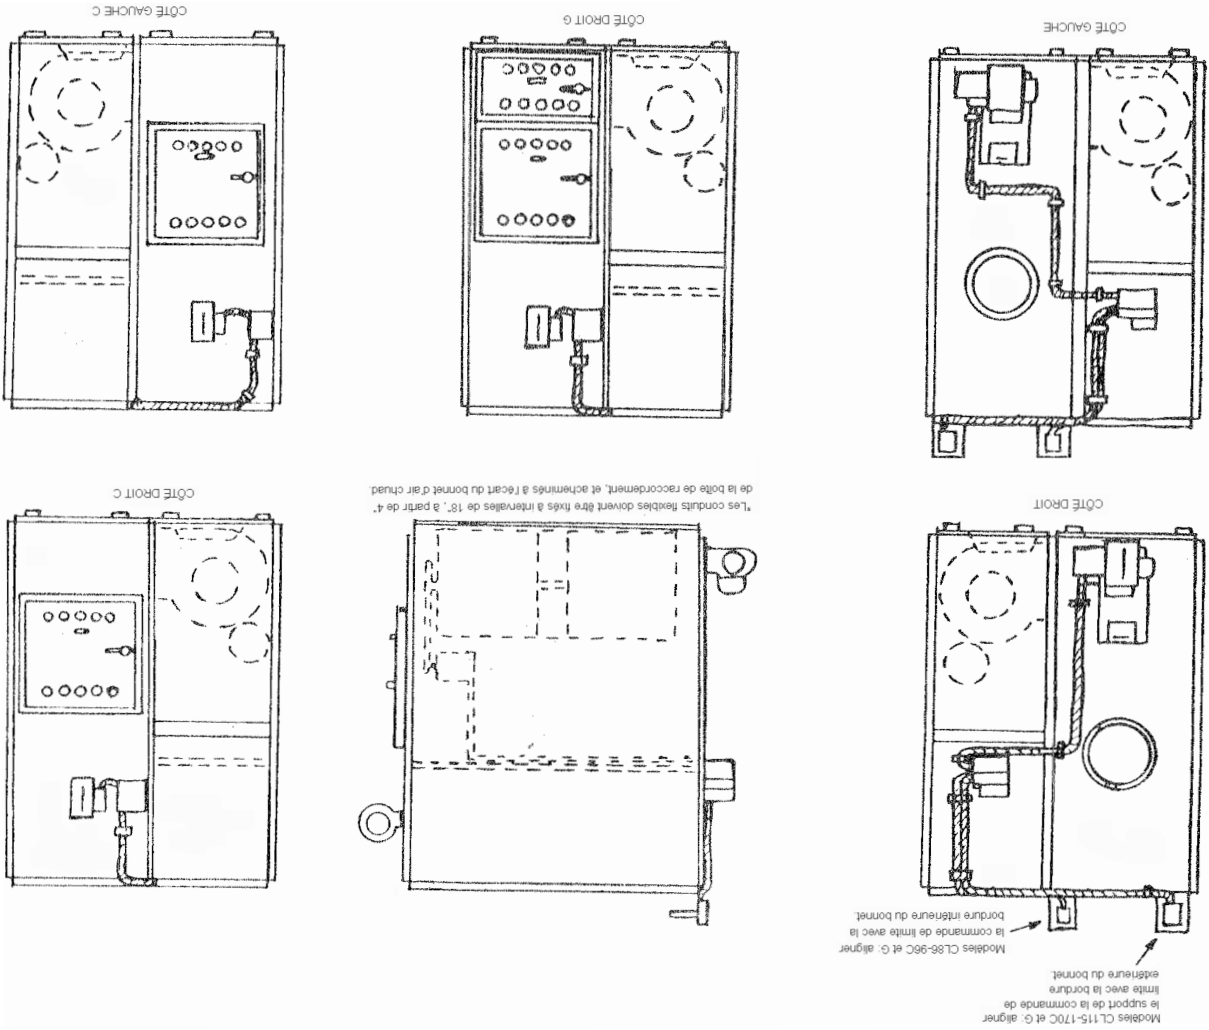 Modèles CL115-170C et G: aligner
le support de la commande de
limite avec la bordure
extérieure du bonnet.
Modèles CL86-96C et G: aligner
la commande de limite avec la
bordure intérieure du bonnet.
CÔTÉ DROIT
*Les conduits flexibles doivent être fixés à intervalles de 18", à partir de 4"
de la boîte de raccordement, et acheminés à l'écart du bonnet d'air chuad.
CÔTÉ DROIT C
CÔTÉ GAUCHE
CÔTÉ DROIT G
CÔTÉ GAUCHE C